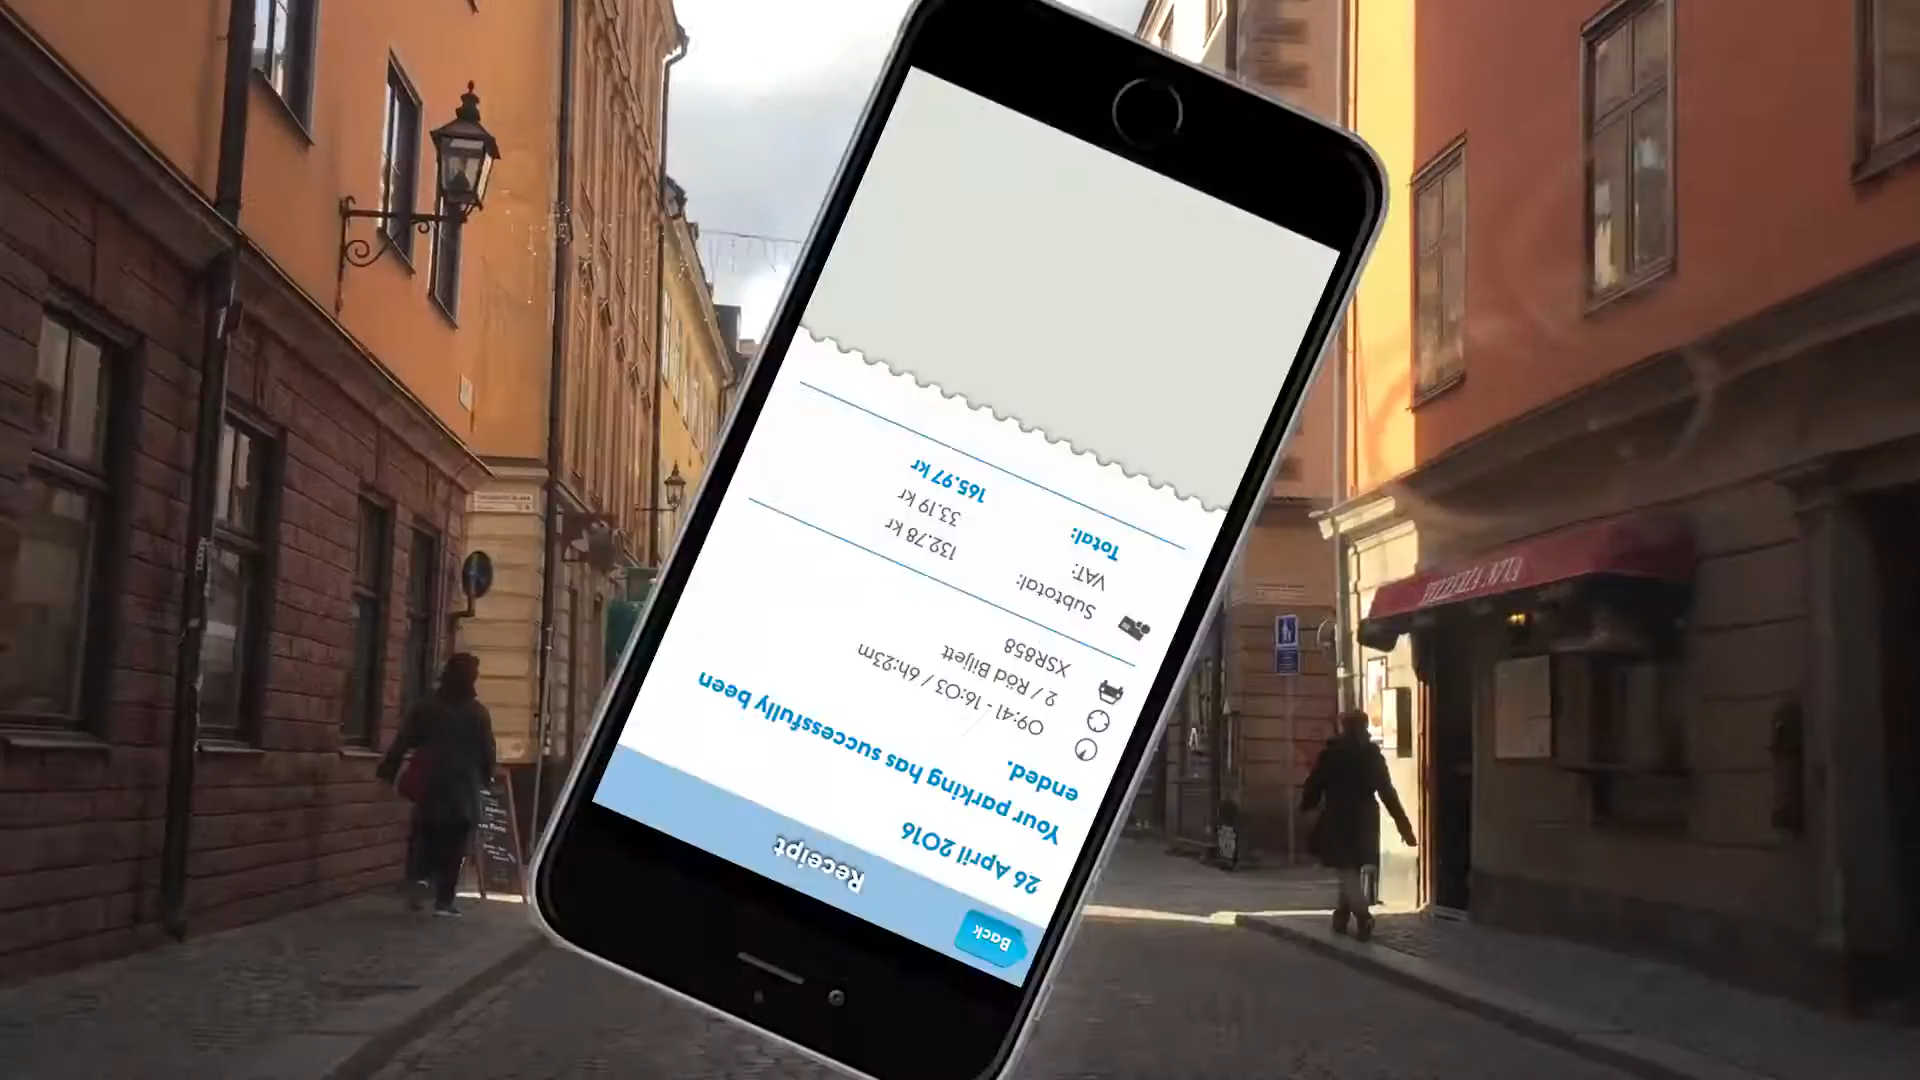 Back
Receipt
26 April 2016
Your parking has successfully been
ended.
09:41 - 16:03 / 6h:23m
2 / Röd Biljett
XSR858
Subtotal: 132.78 kr
VAT: 33.19 kr
Total: 165.97 kr
PIZZERIA